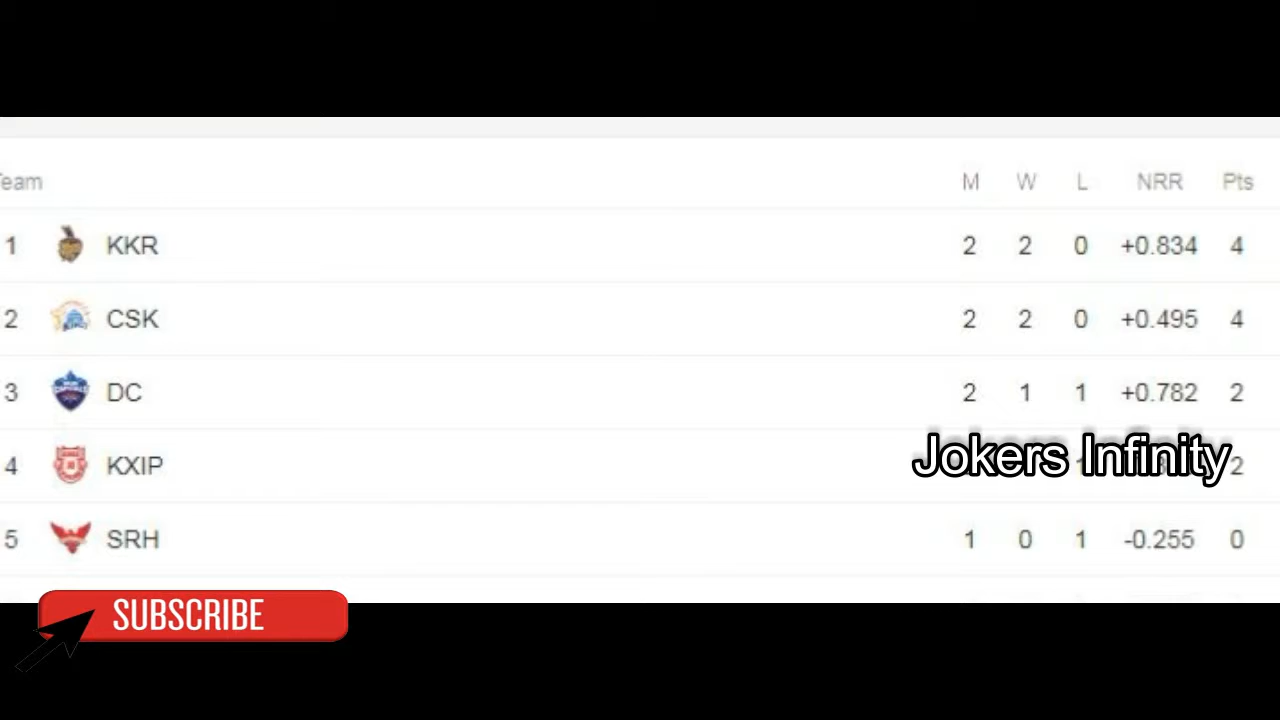 Team M W L NRR Pts
1 KKR 2 2 0 +0.834 4
2 CSK 2 2 0 +0.495 4
3 DC 2 1 1 +0.782 2
4 KXIP 1 2
Jokers Infinity
5 SRH 1 0 1 -0.255 0
SUBSCRIBE